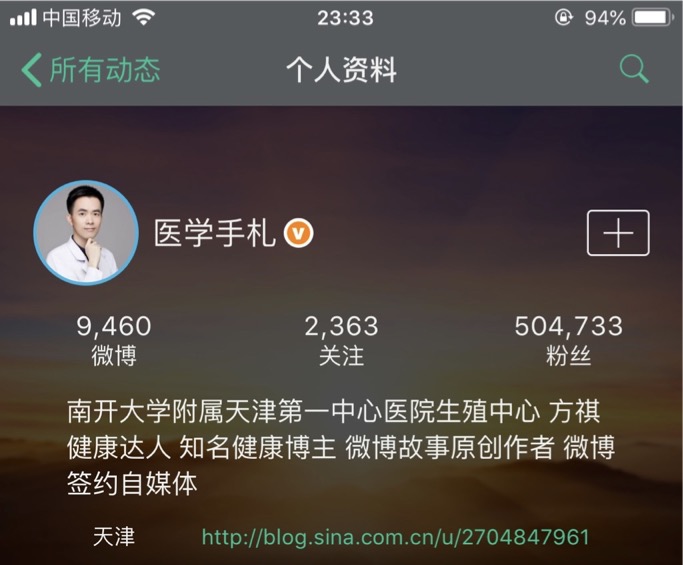 中国移动 23:33 94%
所有动态 个人资料
医学手札 V
9,460 2,363 504,733
微博 关注 粉丝
南开大学附属天津第一中心医院生殖中心 方祺
健康达人 知名健康博主 微博故事原创作者 微博
签约自媒体
天津 http://blog.sina.com.cn/u/2704847961